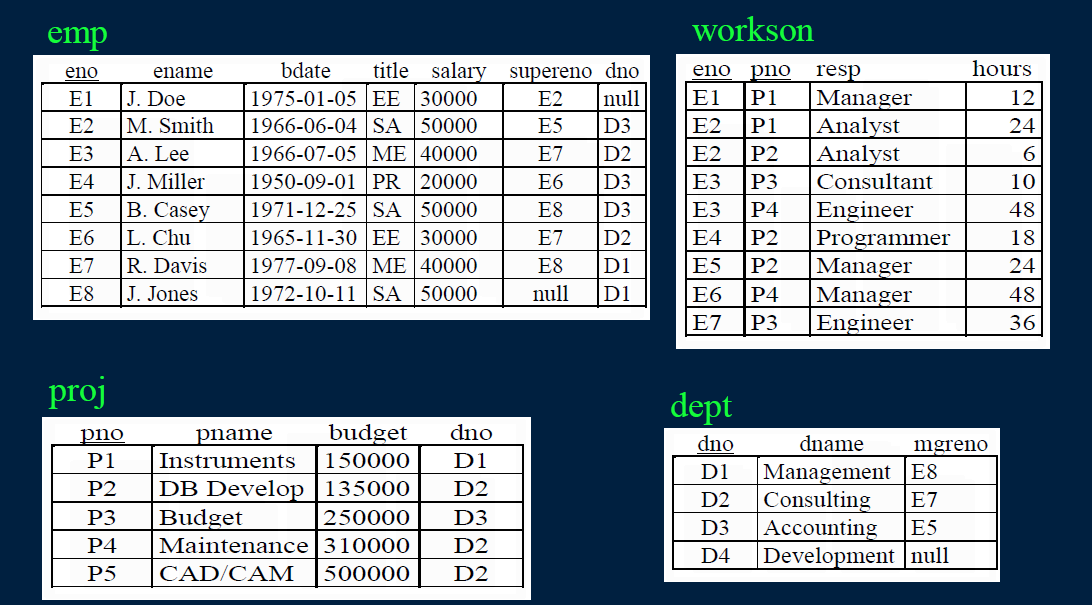 emp
eno ename bdate title salary supereno dno
E1 J. Doe 1975-01-05 EE 30000 E2 null
E2 M. Smith 1966-06-04 SA 50000 E5 D3
E3 A. Lee 1966-07-05 ME 40000 E7 D2
E4 J. Miller 1950-09-01 PR 20000 E6 D3
E5 B. Casey 1971-12-25 SA 50000 E8 D3
E6 L. Chu 1965-11-30 EE 30000 E7 D2
E7 R. Davis 1977-09-08 ME 40000 E8 D1
E8 J. Jones 1972-10-11 SA 50000 null D1
workson
eno pno resp hours
E1 P1 Manager 12
E2 P1 Analyst 24
E2 P2 Analyst 6
E3 P3 Consultant 10
E3 P4 Engineer 48
E4 P2 Programmer 18
E5 P2 Manager 24
E6 P4 Manager 48
E7 P3 Engineer 36
proj
pno pname budget dno
P1 Instruments 150000 D1
P2 DB Develop 135000 D2
P3 Budget 250000 D3
P4 Maintenance 310000 D2
P5 CAD/CAM 500000 D2
dept
dno dname mgreno
D1 Management E8
D2 Consulting E7
D3 Accounting E5
D4 Development null